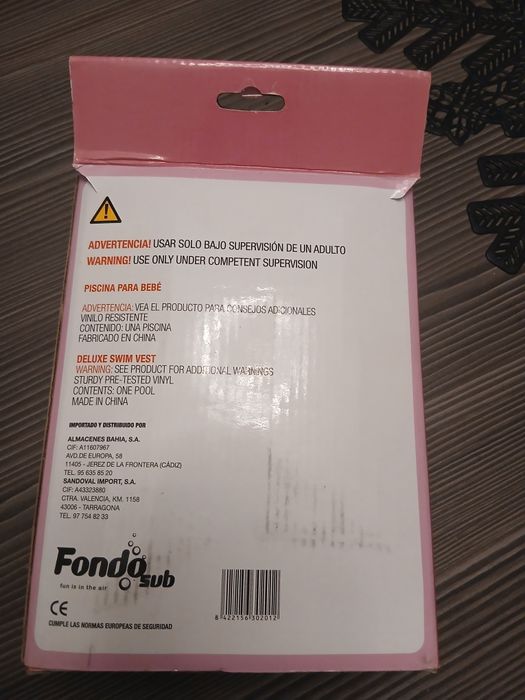 ADVERTENCIA! USAR SOLO BAJO SUPERVISIÓN DE UN ADULTO
WARNING! USE ONLY UNDER COMPETENT SUPERVISION
PISCINA PARA BEBÉ
ADVERTENCIA: VEA EL PRODUCTO PARA CONSEJOS ADICIONALES
VINILO RESISTENTE
CONTENIDO: UNA PISCINA
FABRICADO EN CHINA
DELUXE SWIM VEST
WARNING: SEE PRODUCT FOR ADDITIONAL WARNINGS
STURDY PRE-TESTED VINYL
CONTENTS: ONE POOL
MADE IN CHINA
IMPORTADO Y DISTRIBUIDO POR
ALMACENES BAHIA, S.A.
CIF: A11607967
AVD.DE EUROPA, 58
11405 - JEREZ DE LA FRONTERA (CÁDIZ)
TEL. 95 635 85 20
SANDOVAL IMPORT, S.A.
CIF: A43323880
CTRA. VALENCIA, KM. 1158
43006 - TARRAGONA
TEL. 97 754 82 33
Fondo
sub
fun is in the air
CE
CUMPLE LAS NORMAS EUROPEAS DE SEGURIDAD
8 422156 302012